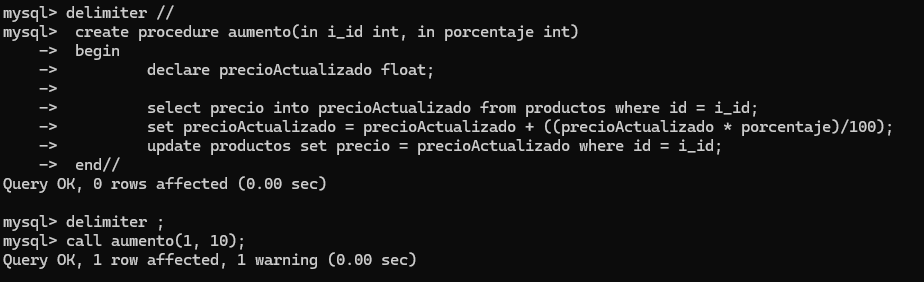 mysql> delimiter //
mysql>  create procedure aumento(in i_id int, in porcentaje int)
    ->  begin
    ->          declare precioActualizado float;
    ->
    ->          select precio into precioActualizado from productos where id = i_id;
    ->          set precioActualizado = precioActualizado + ((precioActualizado * porcentaje)/100);
    ->          update productos set precio = precioActualizado where id = i_id;
    ->  end//
Query OK, 0 rows affected (0.00 sec)

mysql> delimiter ;
mysql> call aumento(1, 10);
Query OK, 1 row affected, 1 warning (0.00 sec)